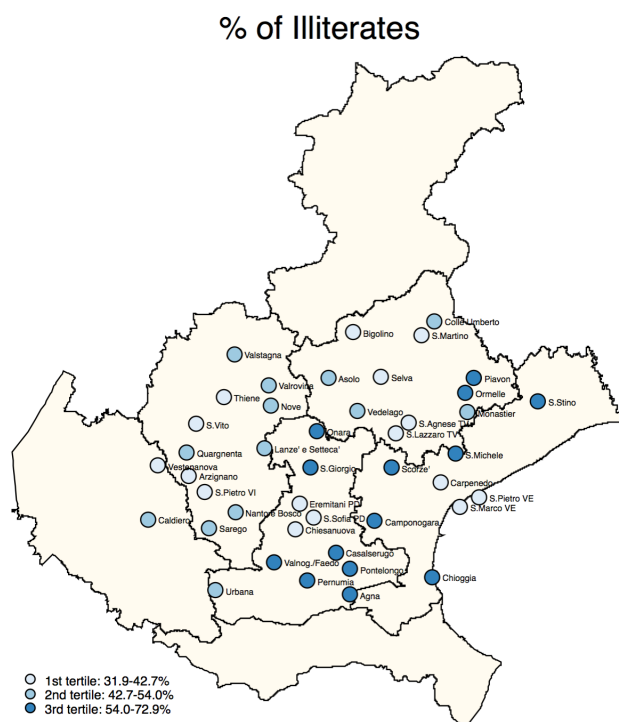 % of Illiterates
Colle Umberto
Bigolino
S.Martino
Valstagna
Asolo
Selva
Piavon
Valrovina
Ormelle
Thiene
S.Stino
Nove
Vedelago
Monastier
S.Agnese TV
S.Vito
Onara
S.Lazzaro TV
Lanze' e Setteca'
Quargnenta
S.Michele
Vestenanova
S.Giorgio
Scorze'
Arzignano
Carpenedo
S.Pietro VI
S.Pietro VE
Eremitani PD
S.Marco VE
Nanto e Bosco
S.Sofia PD
Caldiero
Camponogara
Sarego
Chiesanuova
Casalserugo
Valnog./Faedo
Pontelongo
Chioggia
Pernumia
Urbana
Agna
1st tertile: 31.9-42.7%
2nd tertile: 42.7-54.0%
3rd tertile: 54.0-72.9%